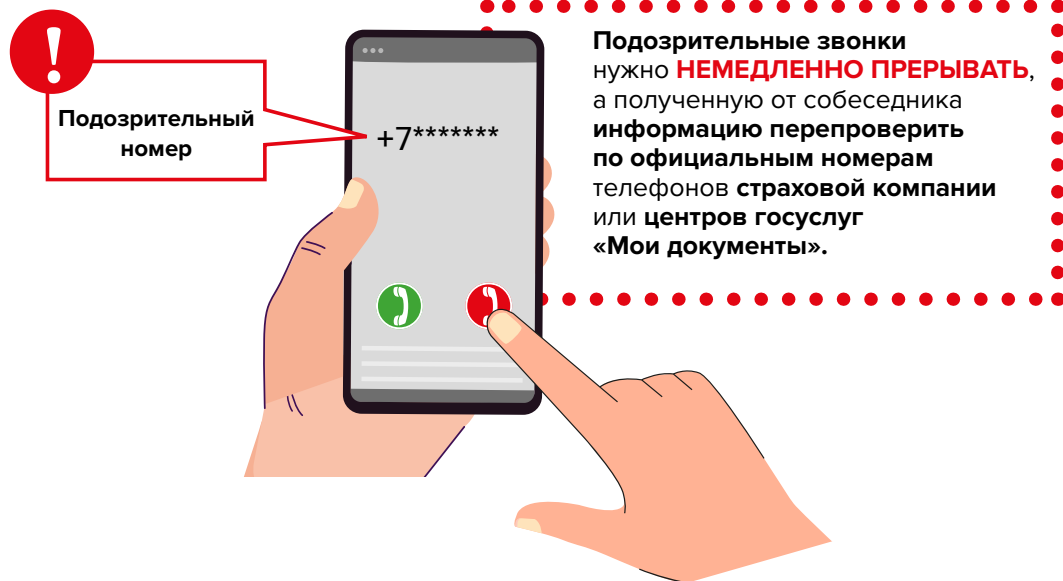 !
Подозрительный
номер
+7*******
Подозрительные звонки
нужно НЕМЕДЛЕННО ПРЕРЫВАТЬ,
а полученную от собеседника
информацию перепроверить
по официальным номерам
телефонов страховой компании
или центров госуслуг
«Мои документы».